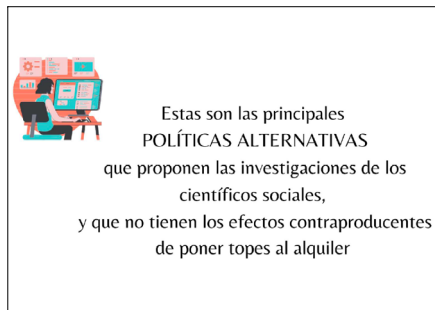 Estas son las principales
POLÍTICAS ALTERNATIVAS
que proponen las investigaciones de los
científicos sociales,
y que no tienen los efectos contraproducentes
de poner topes al alquiler